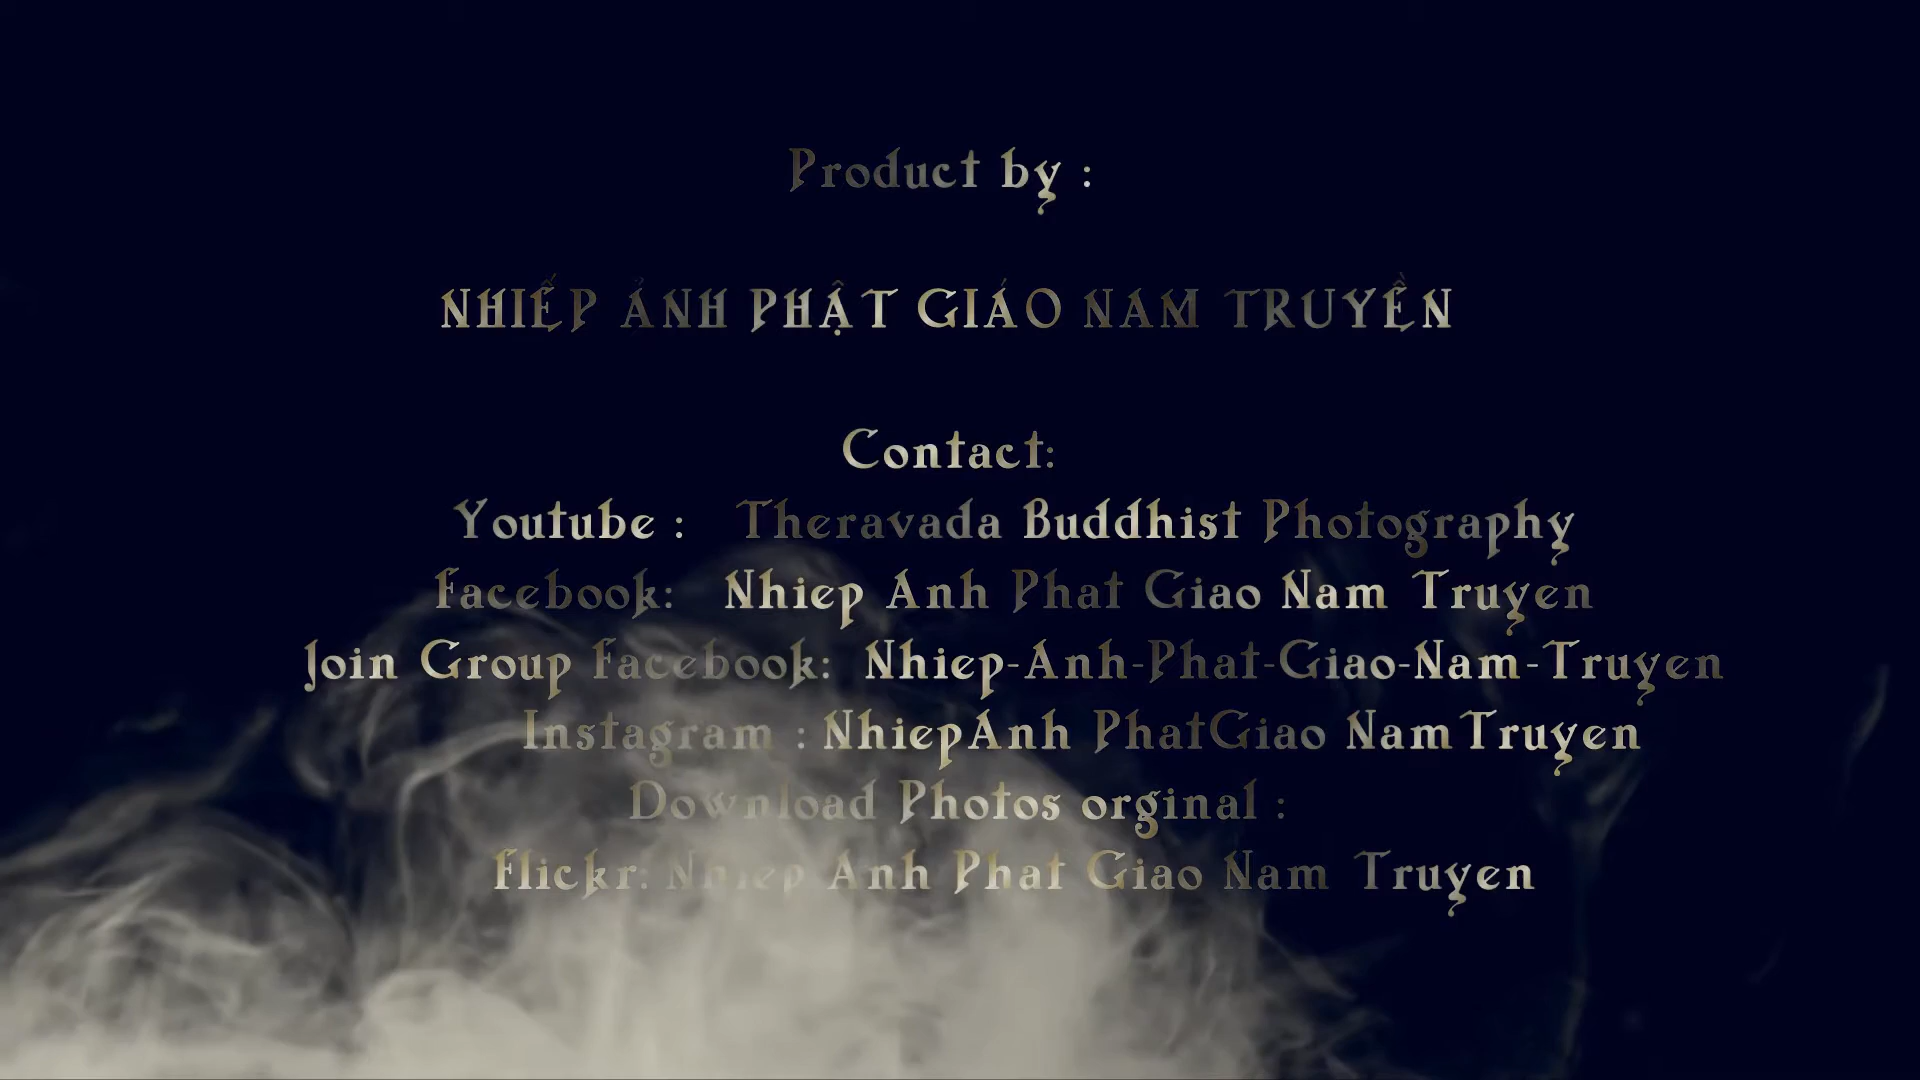 Product by :
NHIẾP ẢNH PHẬT GIÁO NAM TRUYỀN
Contact:
Youtube : Theravada Buddhist Photography
Facebook: Nhiep Anh Phat Giao Nam Truyen
Join Group Facebook: Nhiep-Anh-Phat-Giao-Nam-Truyen
Instagram : NhiepAnh PhatGiao NamTruyen
Download Photos orginal :
Flickr: Nhiep Anh Phat Giao Nam Truyen